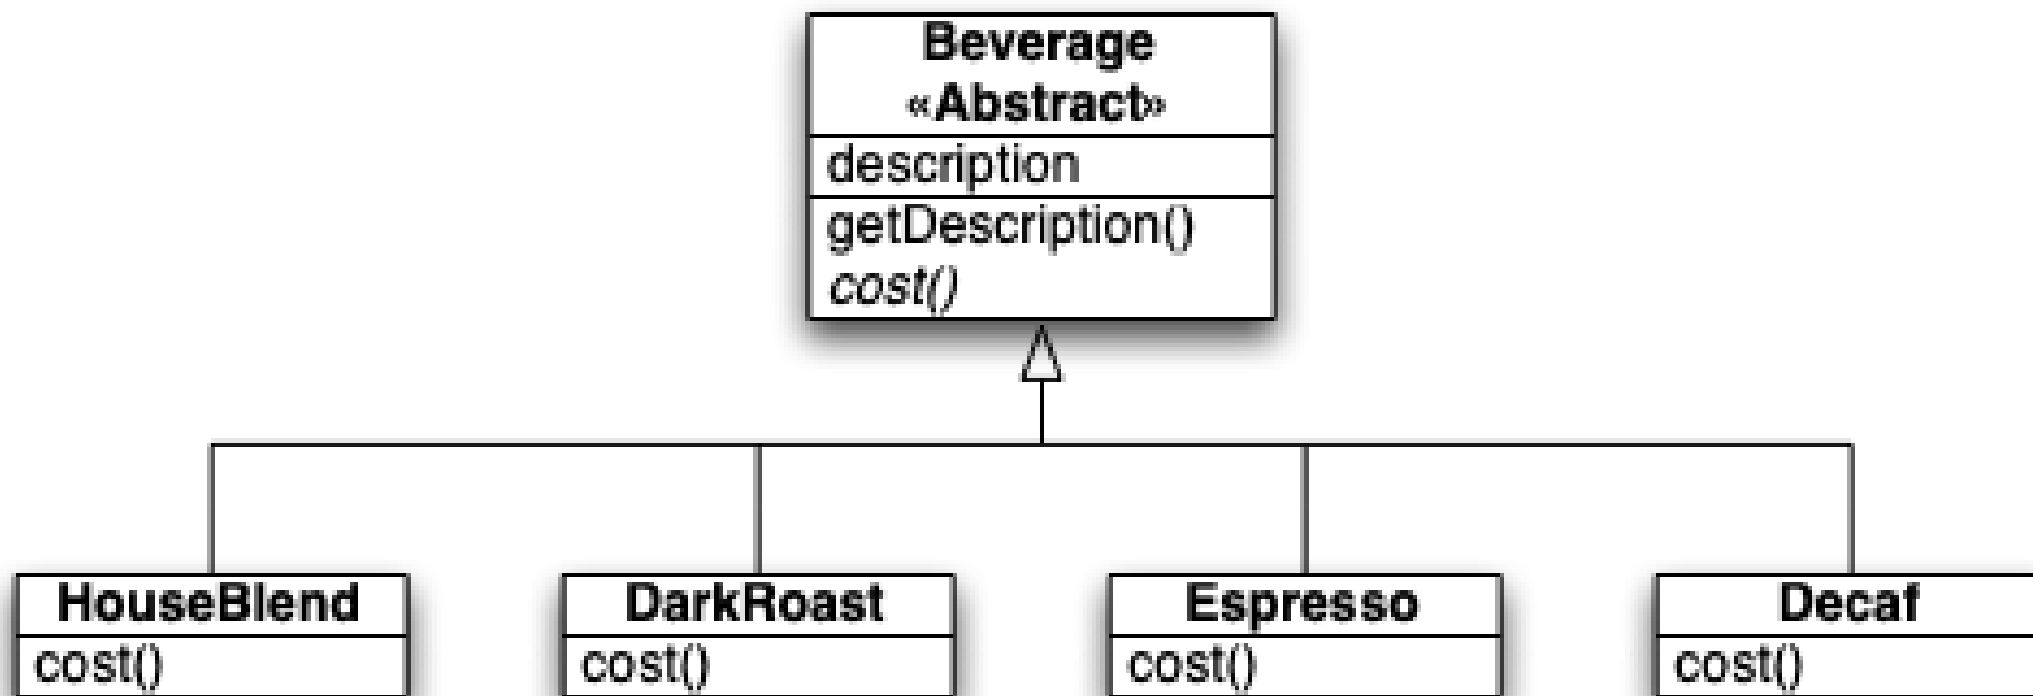 Beverage
«Abstract»
description
getDescription()
cost()
HouseBlend
cost()
DarkRoast
cost()
Espresso
cost()
Decaf
cost()